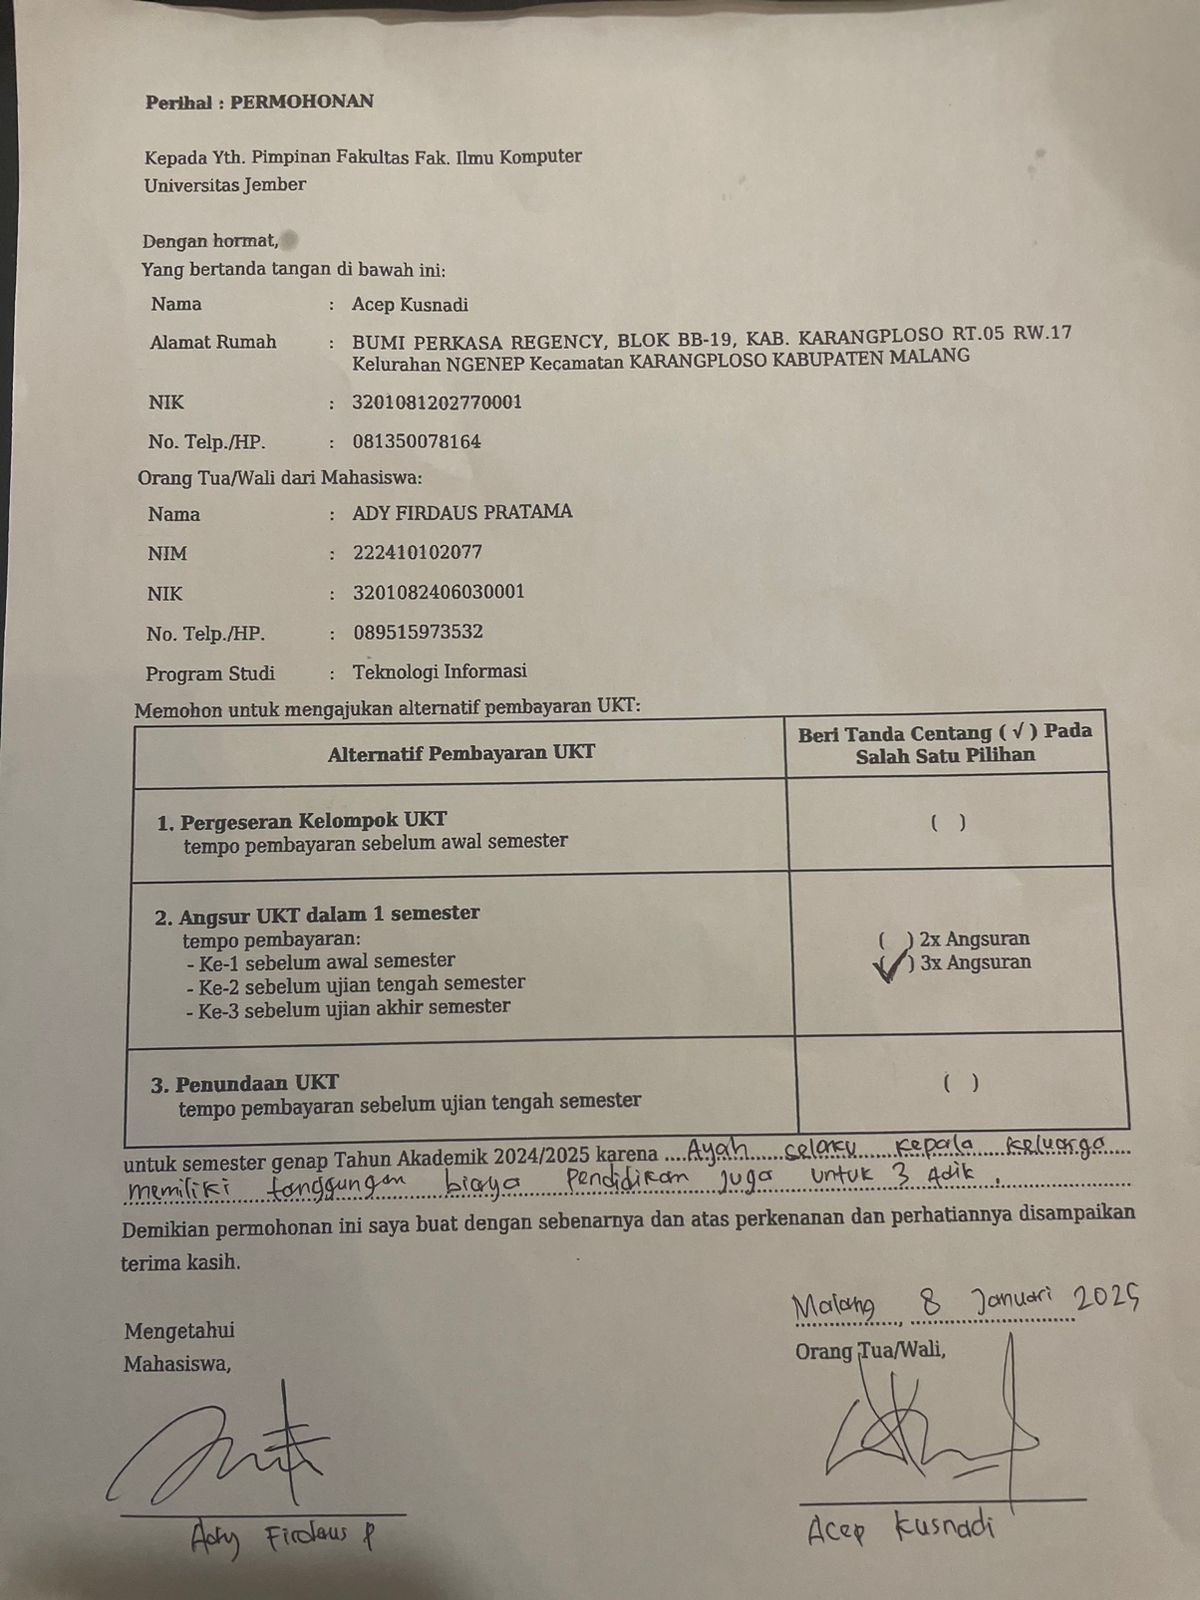 Perihal : PERMOHONAN
Kepada Yth. Pimpinan Fakultas Fak. Ilmu Komputer
Universitas Jember
Dengan hormat,
Yang bertanda tangan di bawah ini:
Nama : Acep Kusnadi
Alamat Rumah : BUMI PERKASA REGENCY, BLOK BB-19, KAB. KARANGPLOSO RT.05 RW.17
Kelurahan NGENEP Kecamatan KARANGPLOSO KABUPATEN MALANG
NIK : 3201081202770001
No. Telp./HP. : 081350078164
Orang Tua/Wali dari Mahasiswa:
Nama : ADY FIRDAUS PRATAMA
NIM : 222410102077
NIK : 3201082406030001
No. Telp./HP. : 089515973532
Program Studi : Teknologi Informasi
Memohon untuk mengajukan alternatif pembayaran UKT:
Alternatif Pembayaran UKT
Beri Tanda Centang ( √ ) Pada
Salah Satu Pilihan
1. Pergeseran Kelompok UKT
tempo pembayaran sebelum awal semester
( )
2. Angsur UKT dalam 1 semester
tempo pembayaran:
- Ke-1 sebelum awal semester
- Ke-2 sebelum ujian tengah semester
- Ke-3 sebelum ujian akhir semester
( ) 2x Angsuran
(✓) 3x Angsuran
3. Penundaan UKT
tempo pembayaran sebelum ujian tengah semester
( )
untuk semester genap Tahun Akademik 2024/2025 karena Ayah selaku kepala keluarga
memiliki tanggungan biaya pendidikan juga untuk 3 adik.
Demikian permohonan ini saya buat dengan sebenarnya dan atas perkenanan dan perhatiannya disampaikan
terima kasih.
Malang, 8 Januari 2025
Mengetahui
Mahasiswa,
Orang Tua/Wali,
Ady Firdaus P
Acep Kusnadi